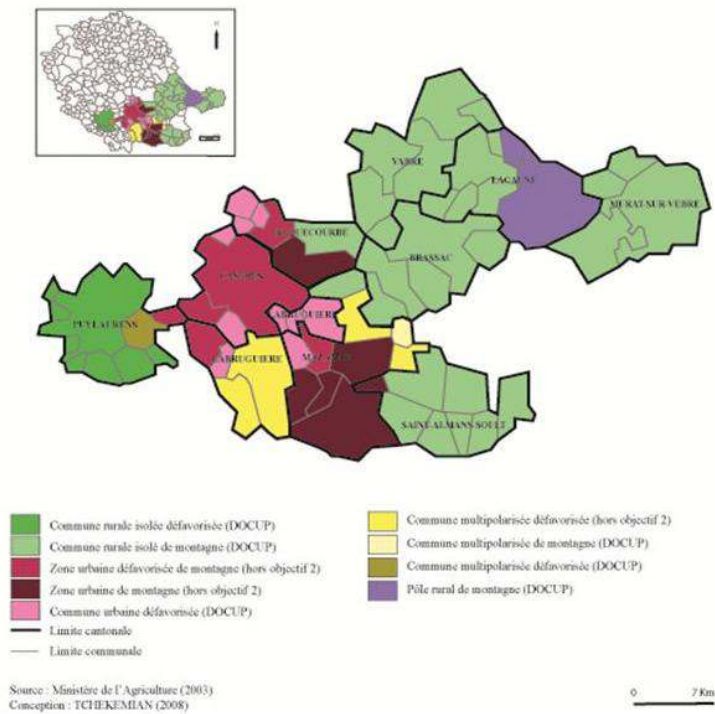 VABRE
LACAUNE
MURAT-SUR-VEBRE
ROQUECOURBE
BRASSAC
CASTRES
PUYLAURENS
LABRUGUIERE
MAZAMET
SAINT-ALMANS SOULT
Commune rurale isolée défavorisée (DOCUP)
Commune rurale isolé de montagne (DOCUP)
Zone urbaine défavorisée de montagne (hors objectif 2)
Zone urbaine de montagne (hors objectif 2)
Commune urbaine défavorisée (DOCUP)
Limite cantonale
Limite communale
Commune multipolarisée défavorisée (hors objectif 2)
Commune multipolarisée de montagne (DOCUP)
Commune multipolarisée défavorisée (DOCUP)
Pôle rural de montagne (DOCUP)
Source : Ministère de l'Agriculture (2003)
Conception : TCHEKEMIAN (2008)
0 7 Km